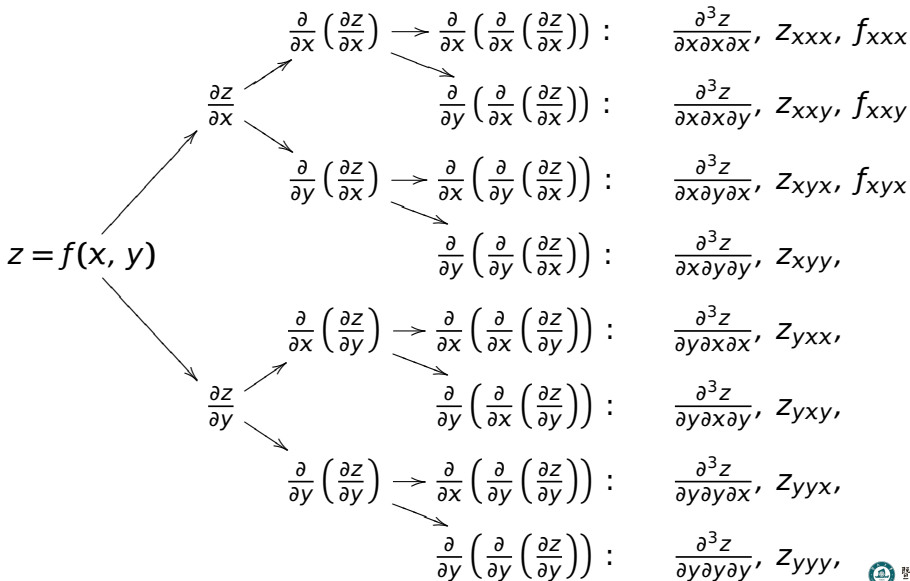 ∂/∂x (∂z/∂x) → ∂/∂x (∂/∂x (∂z/∂x)) : ∂³z/∂x∂x∂x, z_xxx, f_xxx
∂z/∂x
∂/∂y (∂/∂x (∂z/∂x)) : ∂³z/∂x∂x∂y, z_xxy, f_xxy
∂/∂y (∂z/∂x) → ∂/∂x (∂/∂y (∂z/∂x)) : ∂³z/∂x∂y∂x, z_xyx, f_xyx
z = f(x, y)
∂/∂y (∂/∂y (∂z/∂x)) : ∂³z/∂x∂y∂y, z_xyy,
∂/∂x (∂z/∂y) → ∂/∂x (∂/∂x (∂z/∂y)) : ∂³z/∂y∂x∂x, z_yxx,
∂z/∂y
∂/∂y (∂/∂x (∂z/∂y)) : ∂³z/∂y∂x∂y, z_yxy,
∂/∂y (∂z/∂y) → ∂/∂x (∂/∂y (∂z/∂y)) : ∂³z/∂y∂y∂x, z_yyx,
∂/∂y (∂/∂y (∂z/∂y)) : ∂³z/∂y∂y∂y, z_yyy,